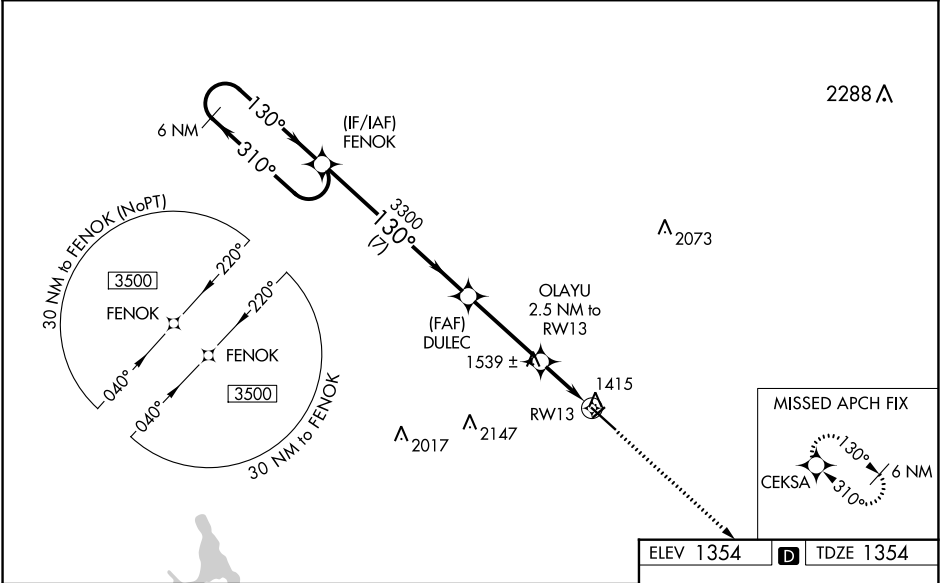 2288
130°
6 NM
310°
(IF/IAF)
FENOK
3300
130°
(7)
2073
30 NM to FENOK (NoPT)
3500
220°
FENOK
040°
220°
FENOK
3500
040°
30 NM to FENOK
(FAF)
DULEC
OLAYU
2.5 NM to
RW13
1539 ±
1415
RW13
2017
2147
MISSED APCH FIX
130°
6 NM
CEKSA
310°
ELEV 1354 D TDZE 1354